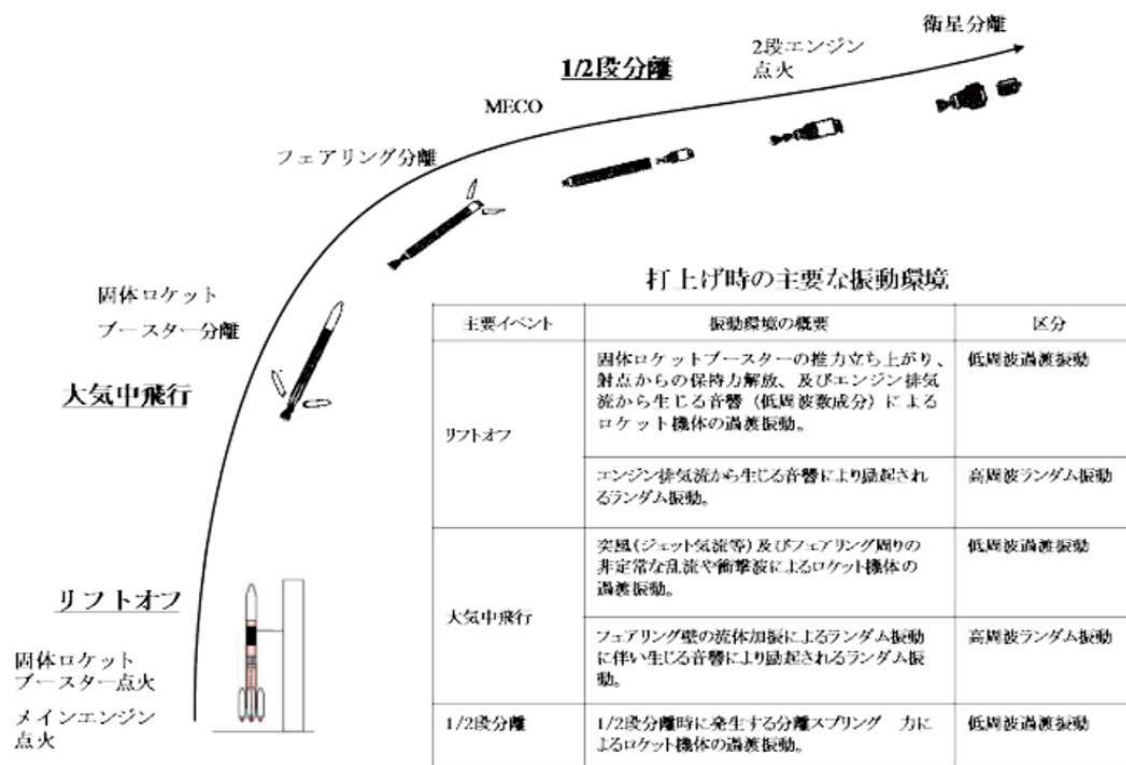 衛星分離
2段エンジン
点火
1/2段分離
MECO
フェアリング分離
固体ロケット
ブースター分離
大気中飛行
リフトオフ
固体ロケット
ブースター点火
メインエンジン
点火
打上げ時の主要な振動環境
主要イベント 振動環境の概要 区分
リフトオフ
固体ロケットブースターの推力立ち上がり、
射点からの保持力解放、及びエンジン排気
流から生じる音響（低周波数成分）による
ロケット機体の過渡振動。
低周波過渡振動
エンジン排気流から生じる音響により励起され
るランダム振動。
高周波ランダム振動
大気中飛行
突風(ジェット気流等)及びフェアリング周りの
非定常な乱流や衝撃波によるロケット機体の
過渡振動。
低周波過渡振動
フェアリング壁の流体加振によるランダム振動
に伴い生じる音響により励起されるランダム振
動。
高周波ランダム振動
1/2段分離
1/2段分離時に発生する分離スプリング 力に
よるロケット機体の過渡振動。
低周波過渡振動